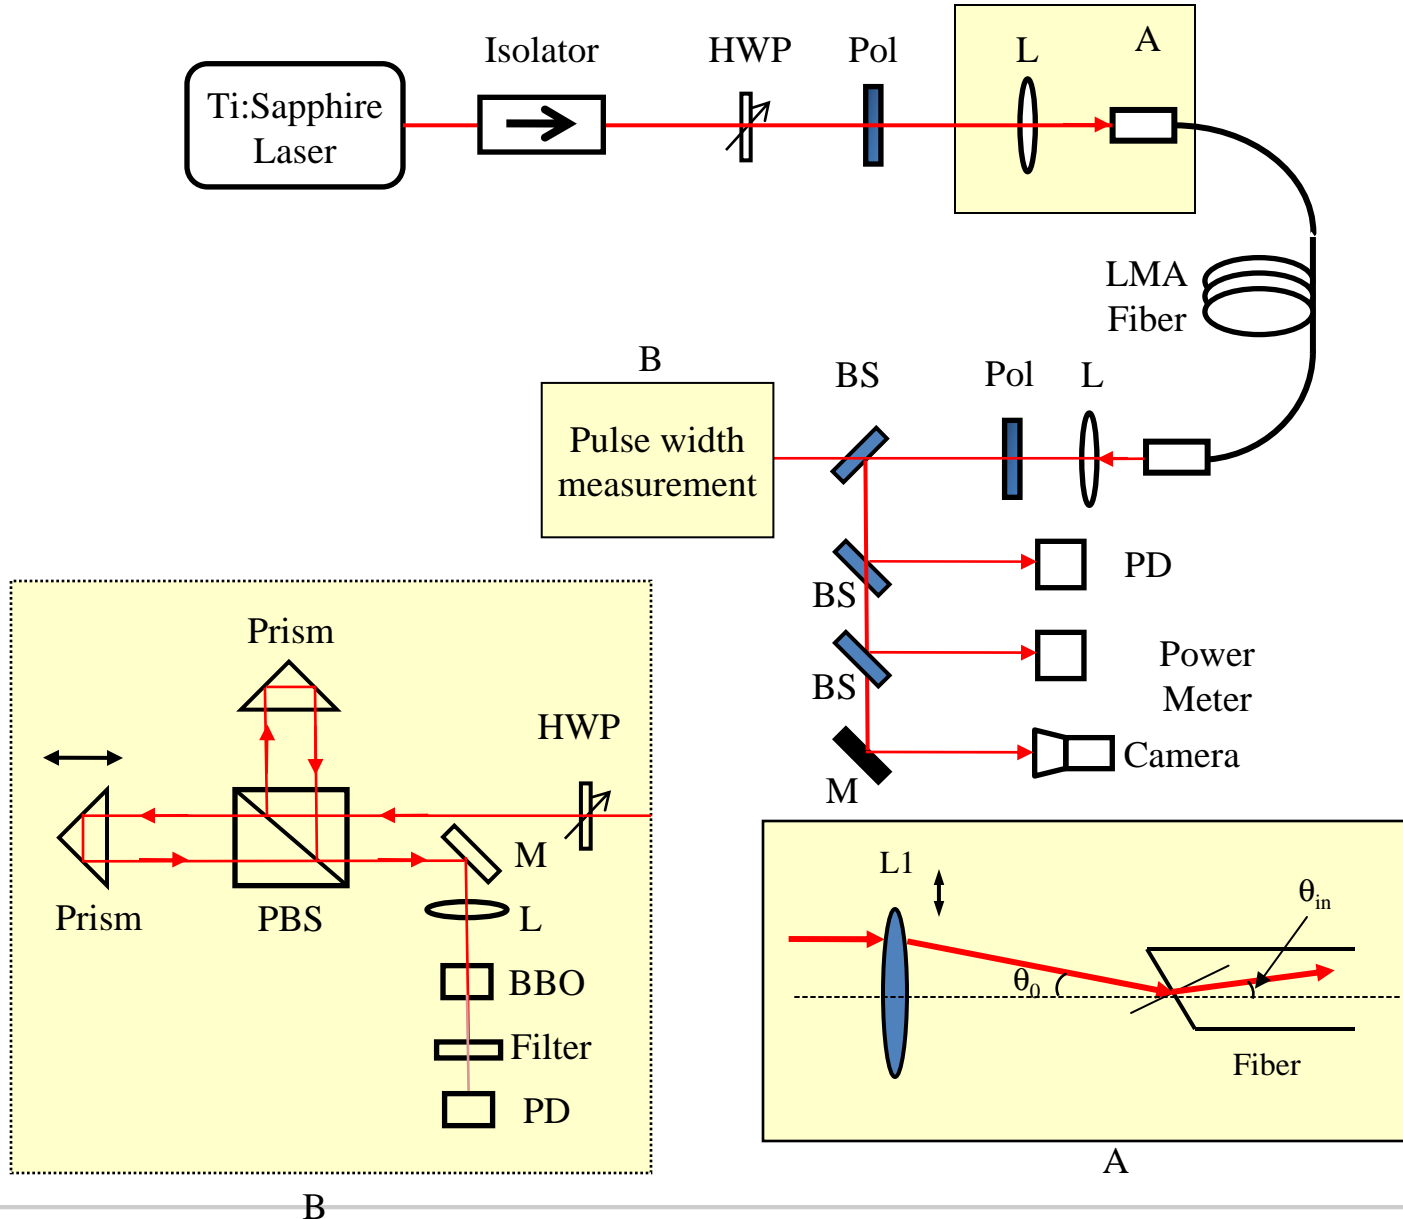 Isolator
HWP
Pol
L
A
Ti:Sapphire
Laser
LMA
Fiber
B
BS
Pol
L
Pulse width
measurement
PD
BS
Power
Meter
BS
Camera
M
Prism
HWP
M
Prism
PBS
L
BBO
Filter
PD
B
L1
θin
θ0
Fiber
A